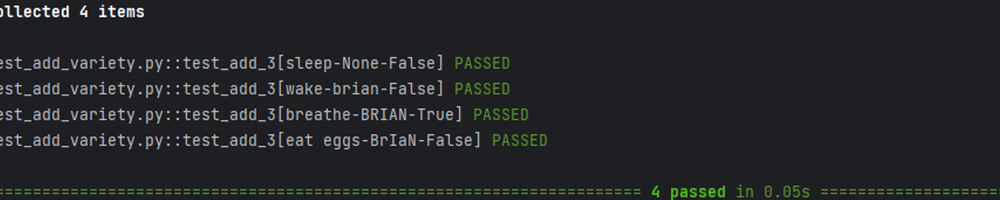 ollected 4 items
est_add_variety.py::test_add_3[sleep-None-False] PASSED
est_add_variety.py::test_add_3[wake-brian-False] PASSED
est_add_variety.py::test_add_3[breathe-BRIAN-True] PASSED
est_add_variety.py::test_add_3[eat eggs-BrIaN-False] PASSED
===================================================================== 4 passed in 0.05s ===================